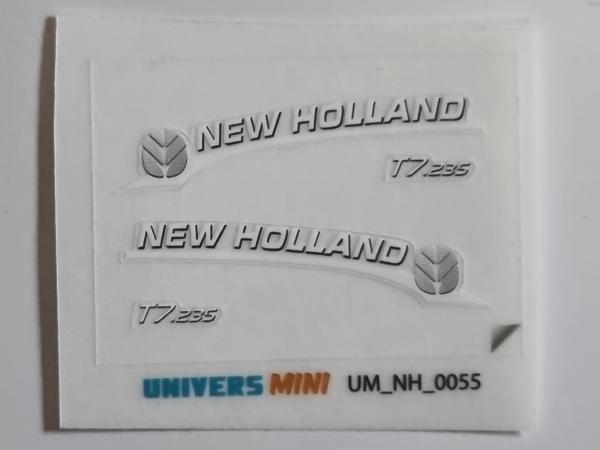 NEW HOLLAND
T7.235
NEW HOLLAND
T7.235
UNIVERS MINI UM_NH_0055